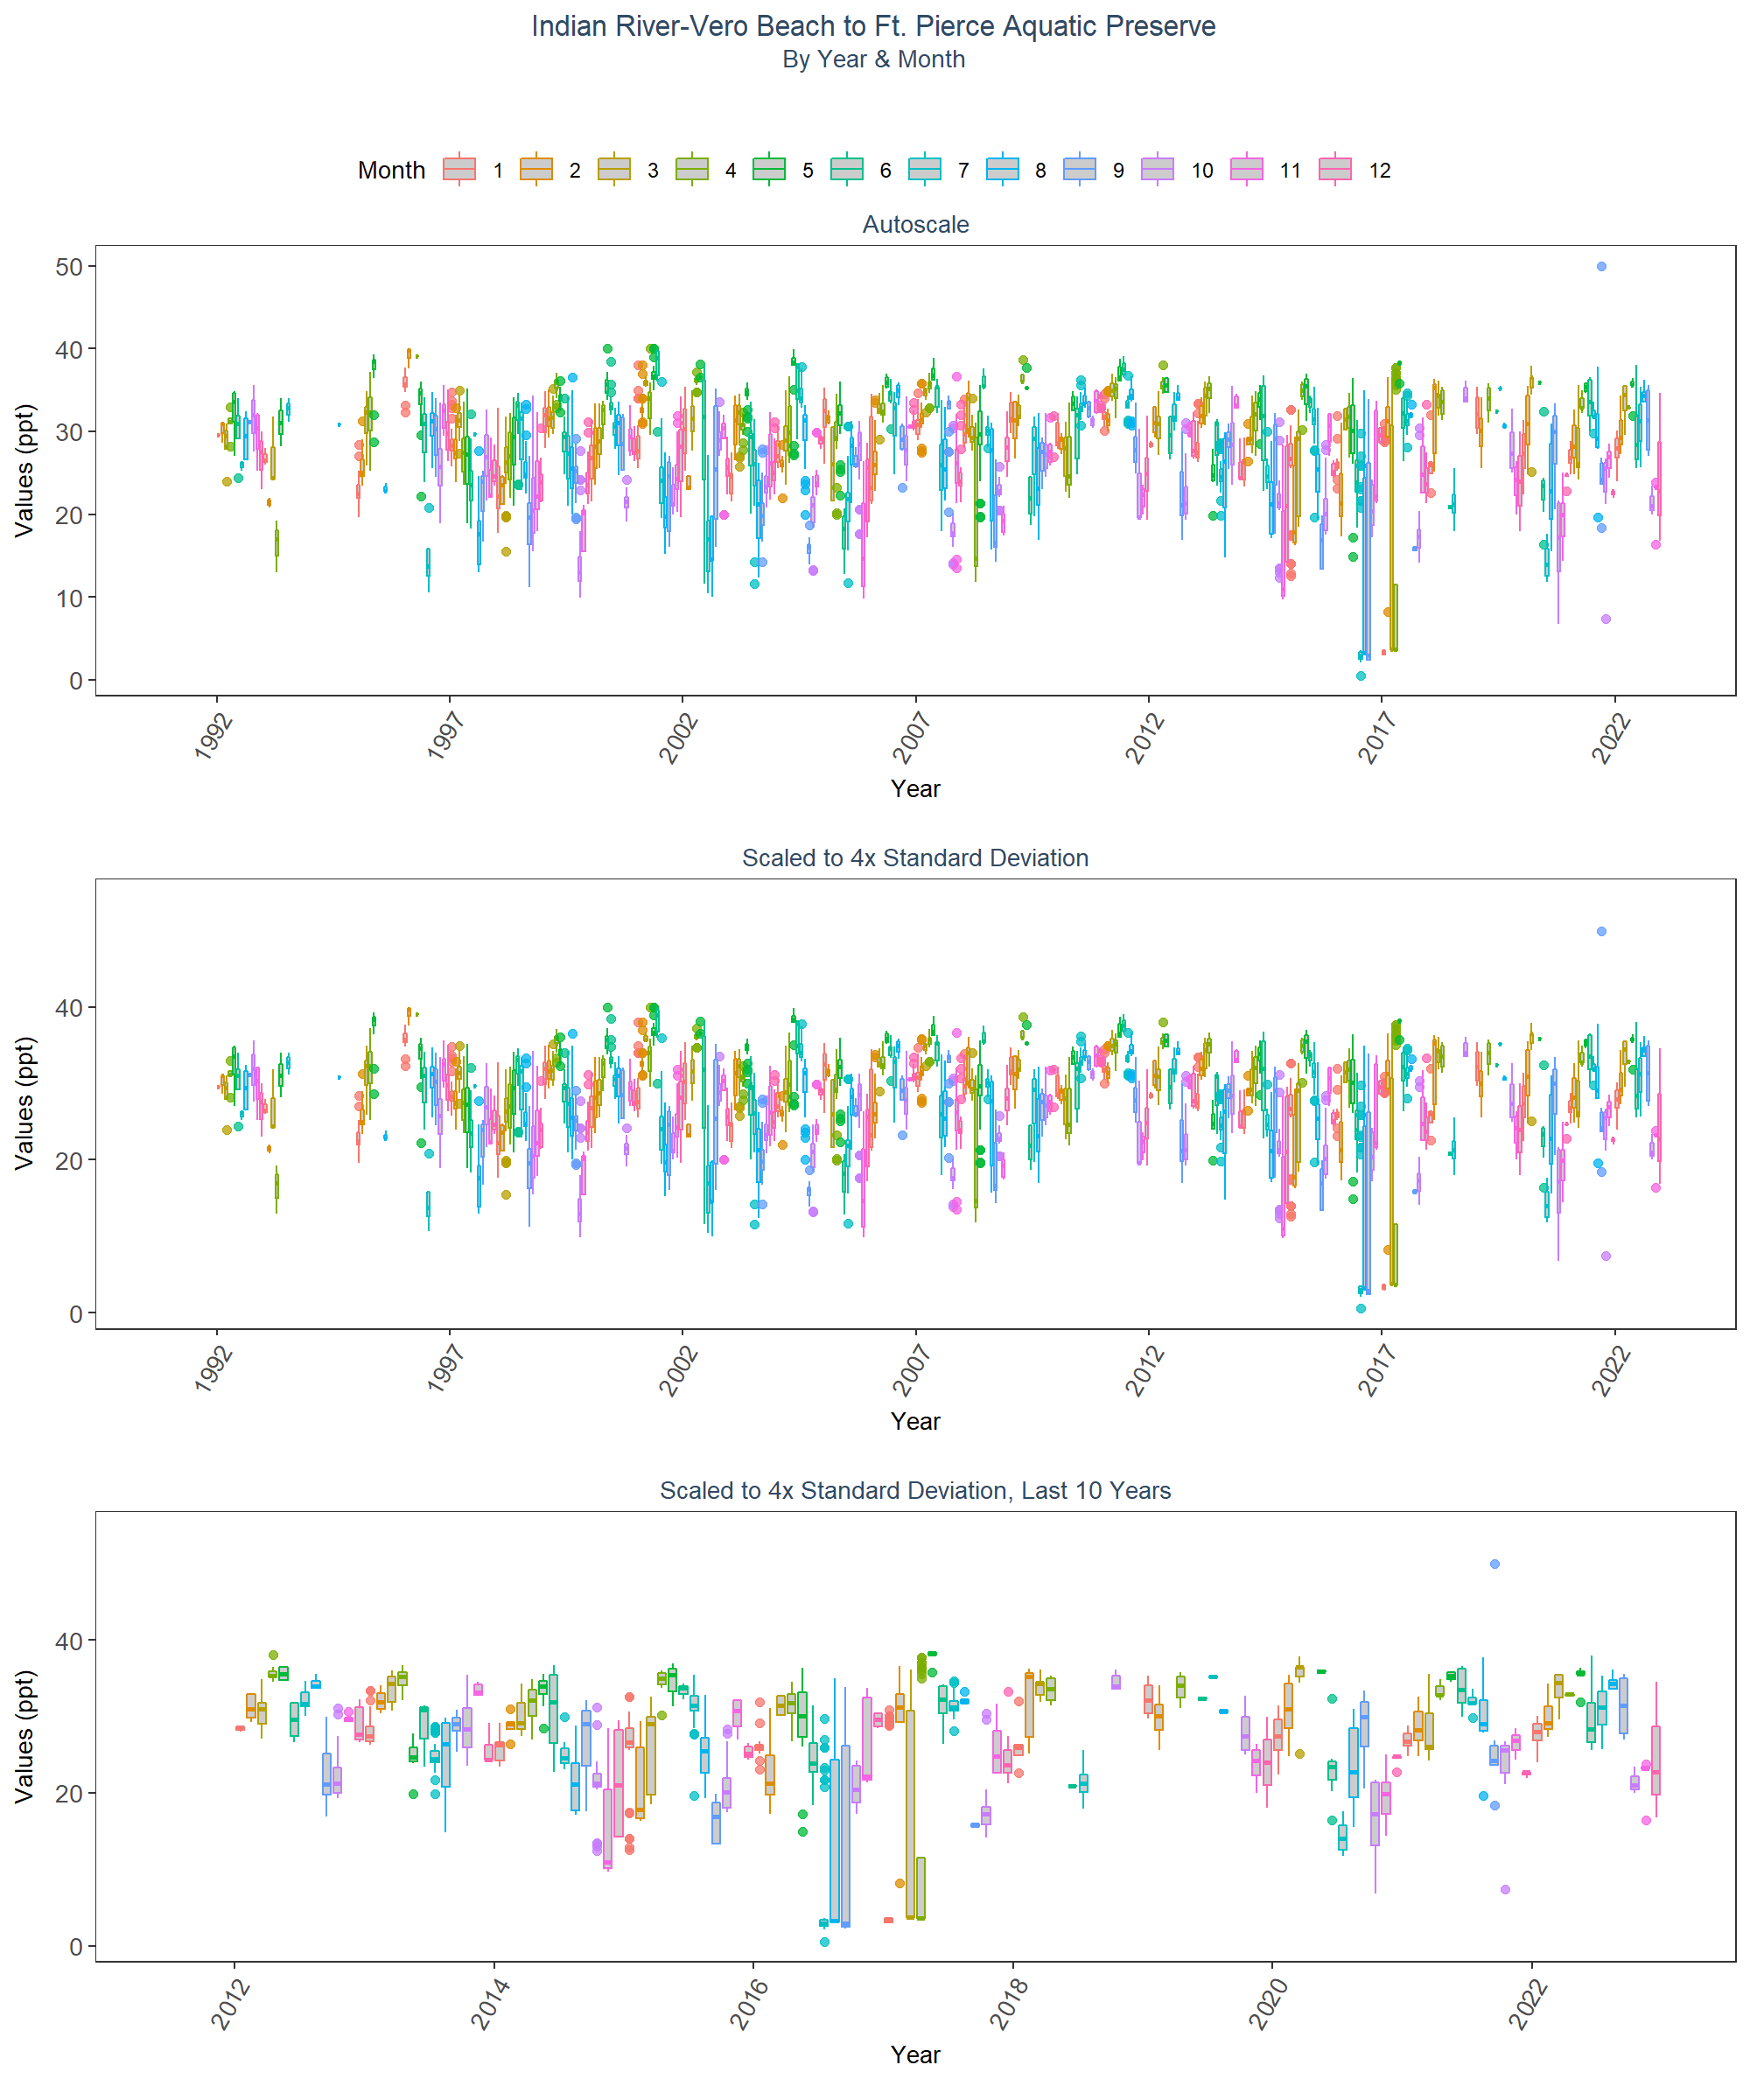 Indian River-Vero Beach to Ft. Pierce Aquatic Preserve
By Year & Month
Month 1 2 3 4 5 6 7 8 9 10 11 12
Autoscale
Values (ppt)
50
40
30
20
10
0
1992 1997 2002 2007 2012 2017 2022
Year
Scaled to 4x Standard Deviation
Values (ppt)
40
20
0
1992 1997 2002 2007 2012 2017 2022
Year
Scaled to 4x Standard Deviation, Last 10 Years
Values (ppt)
40
20
0
2012 2014 2016 2018 2020 2022
Year